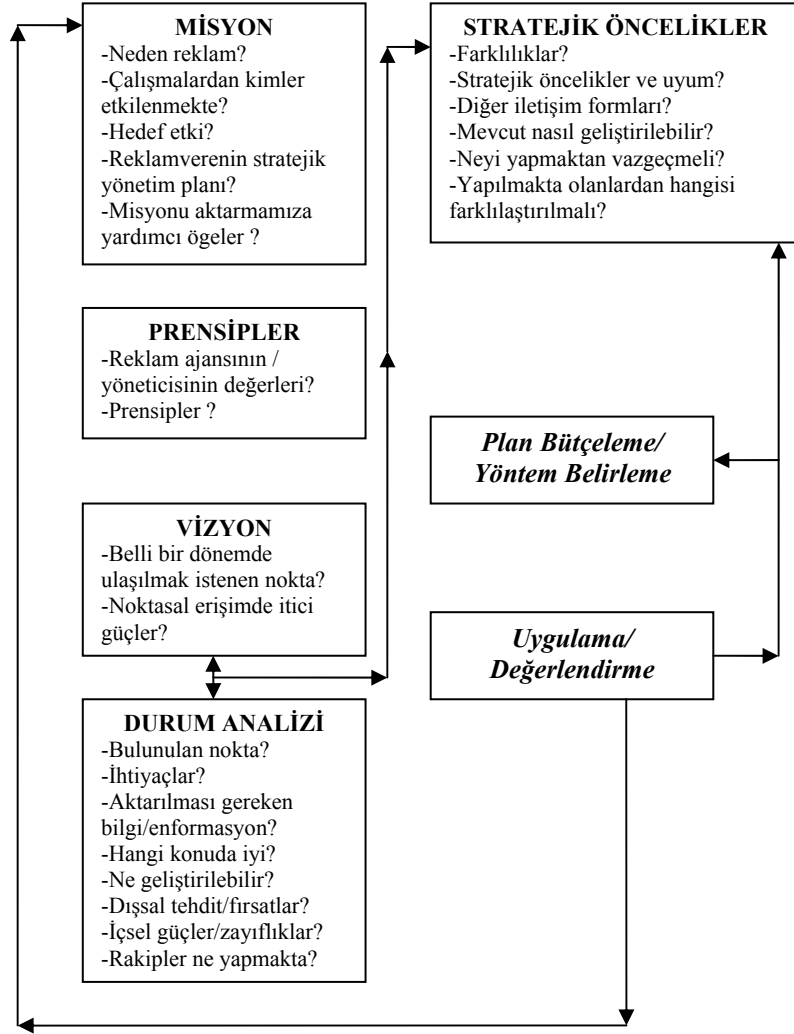 MİSYON
-Neden reklam?
-Çalışmalardan kimler
etkilenmekte?
-Hedef etki?
-Reklamverenin stratejik
yönetim planı?
-Misyonu aktarmamıza
yardımcı ögeler ?
PRENSİPLER
-Reklam ajansının /
yöneticisinin değerleri?
-Prensipler ?
VİZYON
-Belli bir dönemde
ulaşılmak istenen nokta?
-Noktasal erişimde itici
güçler?
DURUM ANALİZİ
-Bulunulan nokta?
-İhtiyaçlar?
-Aktarılması gereken
bilgi/enformasyon?
-Hangi konuda iyi?
-Ne geliştirilebilir?
-Dışsal tehdit/fırsatlar?
-İçsel güçler/zayıflıklar?
-Rakipler ne yapmakta?
STRATEJİK ÖNCELİKLER
-Farklılıklar?
-Stratejik öncelikler ve uyum?
-Diğer iletişim formları?
-Mevcut nasıl geliştirilebilir?
-Neyi yapmaktan vazgeçmeli?
-Yapılmakta olanlardan hangisi
farklılaştırılmalı?
Plan Bütçeleme/
Yöntem Belirleme
Uygulama/
Değerlendirme